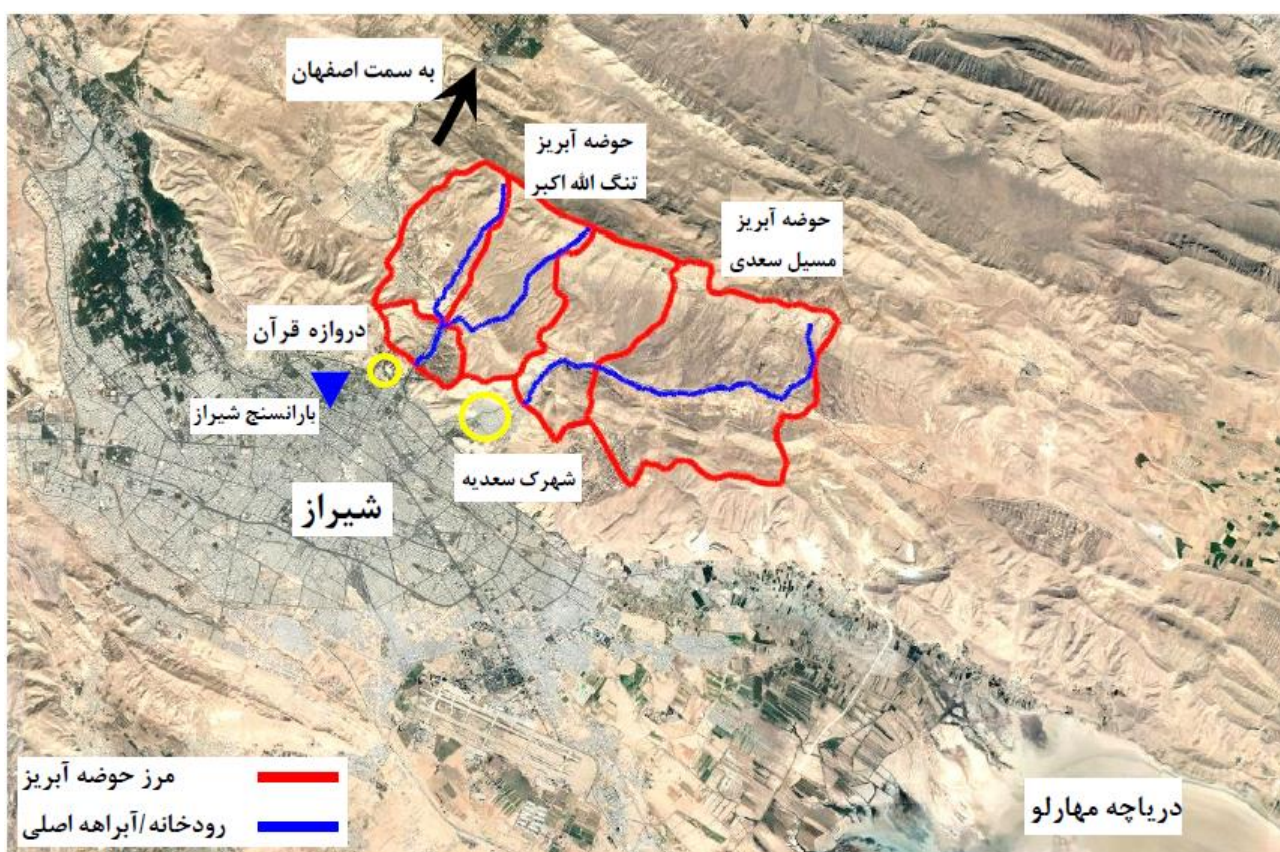 به سمت اصفهان
حوضه آبریز
تنگ الله اکبر
حوضه آبریز
مسیل سعدی
دروازه قرآن
بارانسنج شیراز
شهرک سعدیه
شیراز
مرز حوضه آبریز
رودخانه/آبراهه اصلی
دریاچه مهارلو